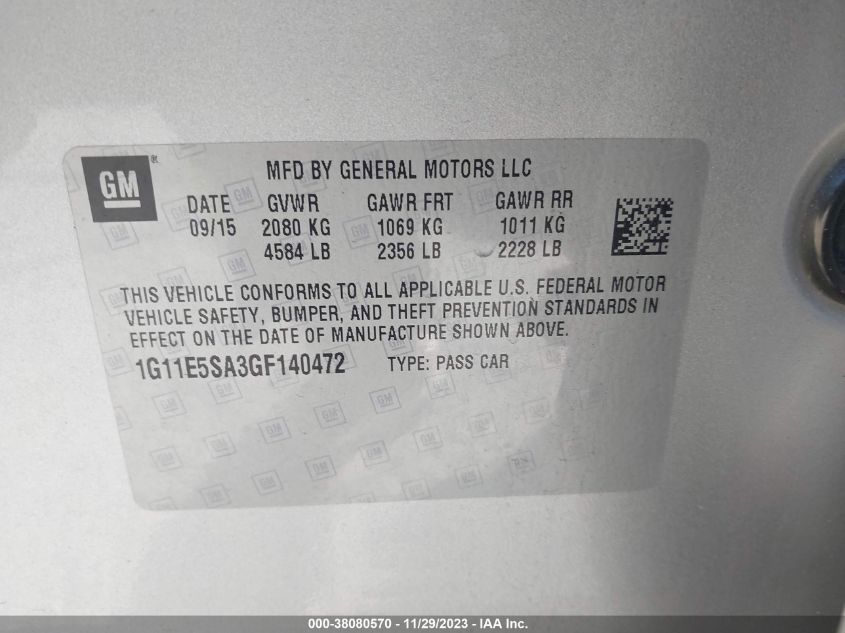 GM
MFD BY GENERAL MOTORS LLC
DATE GVWR GAWR FRT GAWR RR
09/15 2080 KG 1069 KG 1011 KG
4584 LB 2356 LB 2228 LB
THIS VEHICLE CONFORMS TO ALL APPLICABLE U.S. FEDERAL MOTOR
VEHICLE SAFETY, BUMPER, AND THEFT PREVENTION STANDARDS IN
EFFECT ON THE DATE OF MANUFACTURE SHOWN ABOVE.
1G11E5SA3GF140472 TYPE: PASS CAR
000-38080570 - 11/29/2023 - IAA Inc.